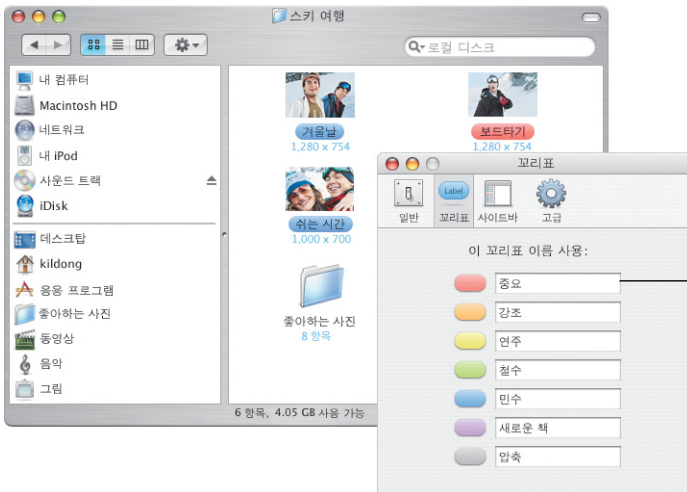 스키 여행
로컬 디스크
내 컴퓨터
Macintosh HD
네트워크
내 iPod
사운드 트랙
iDisk
데스크탑
kildong
응용 프로그램
좋아하는 사진
동영상
음악
그림
겨울날
1,280 x 754
보드타기
1,280 x 754
쉬는 시간
1,000 x 700
좋아하는 사진
8 항목
6 항목, 4.05 GB 사용 가능
꼬리표
Label
일반 꼬리표 사이드바 고급
이 꼬리표 이름 사용:
중요
강조
연주
철수
민수
새로운 책
압축